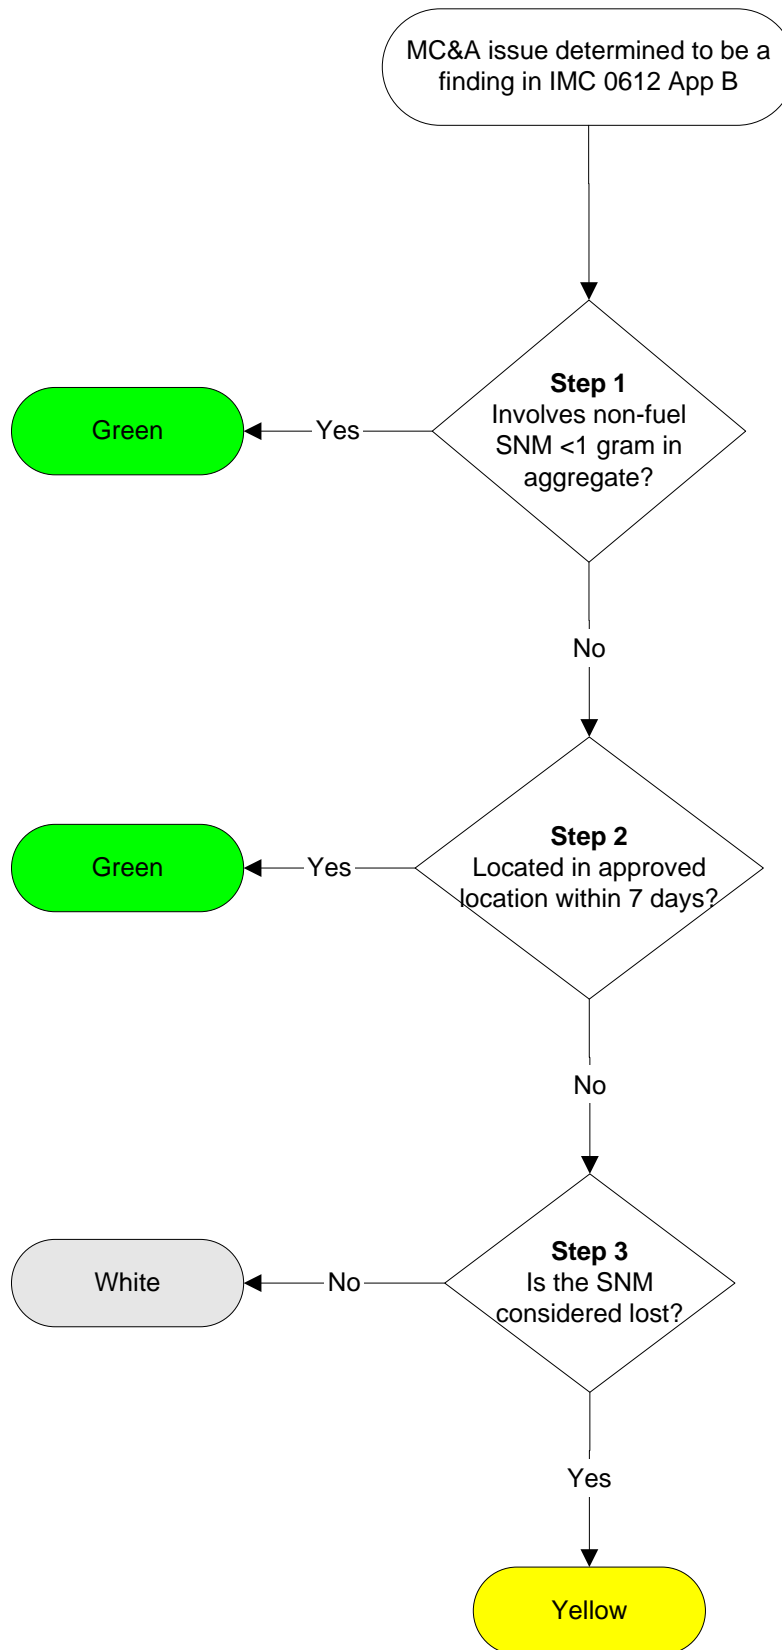 MC&A issue determined to be a
finding in IMC 0612 App B
Step 1
Involves non-fuel
SNM <1 gram in
aggregate?
Green
Yes
No
Step 2
Located in approved
location within 7 days?
Green
Yes
No
Step 3
Is the SNM
considered lost?
White
No
Yes
Yellow